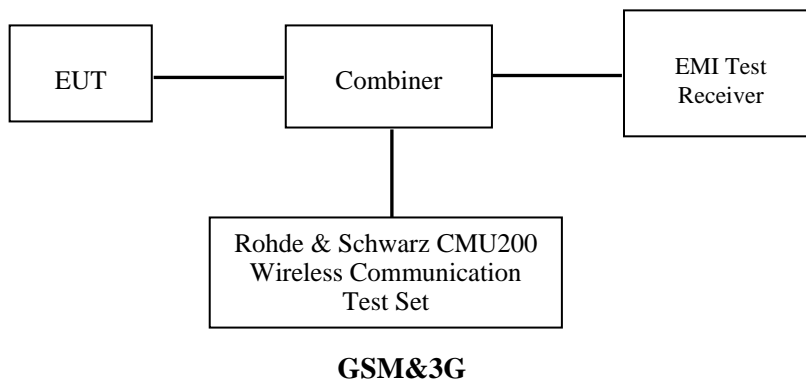 EUT
Combiner
EMI Test
Receiver
Rohde & Schwarz CMU200
Wireless Communication
Test Set
GSM&3G